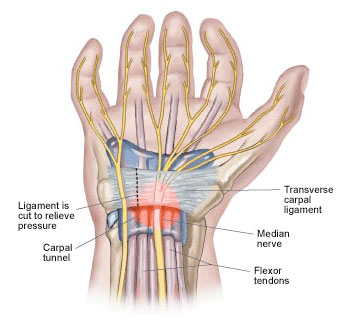 Ligament is
cut to relieve
pressure
Carpal
tunnel
Transverse
carpal
ligament
Median
nerve
Flexor
tendons